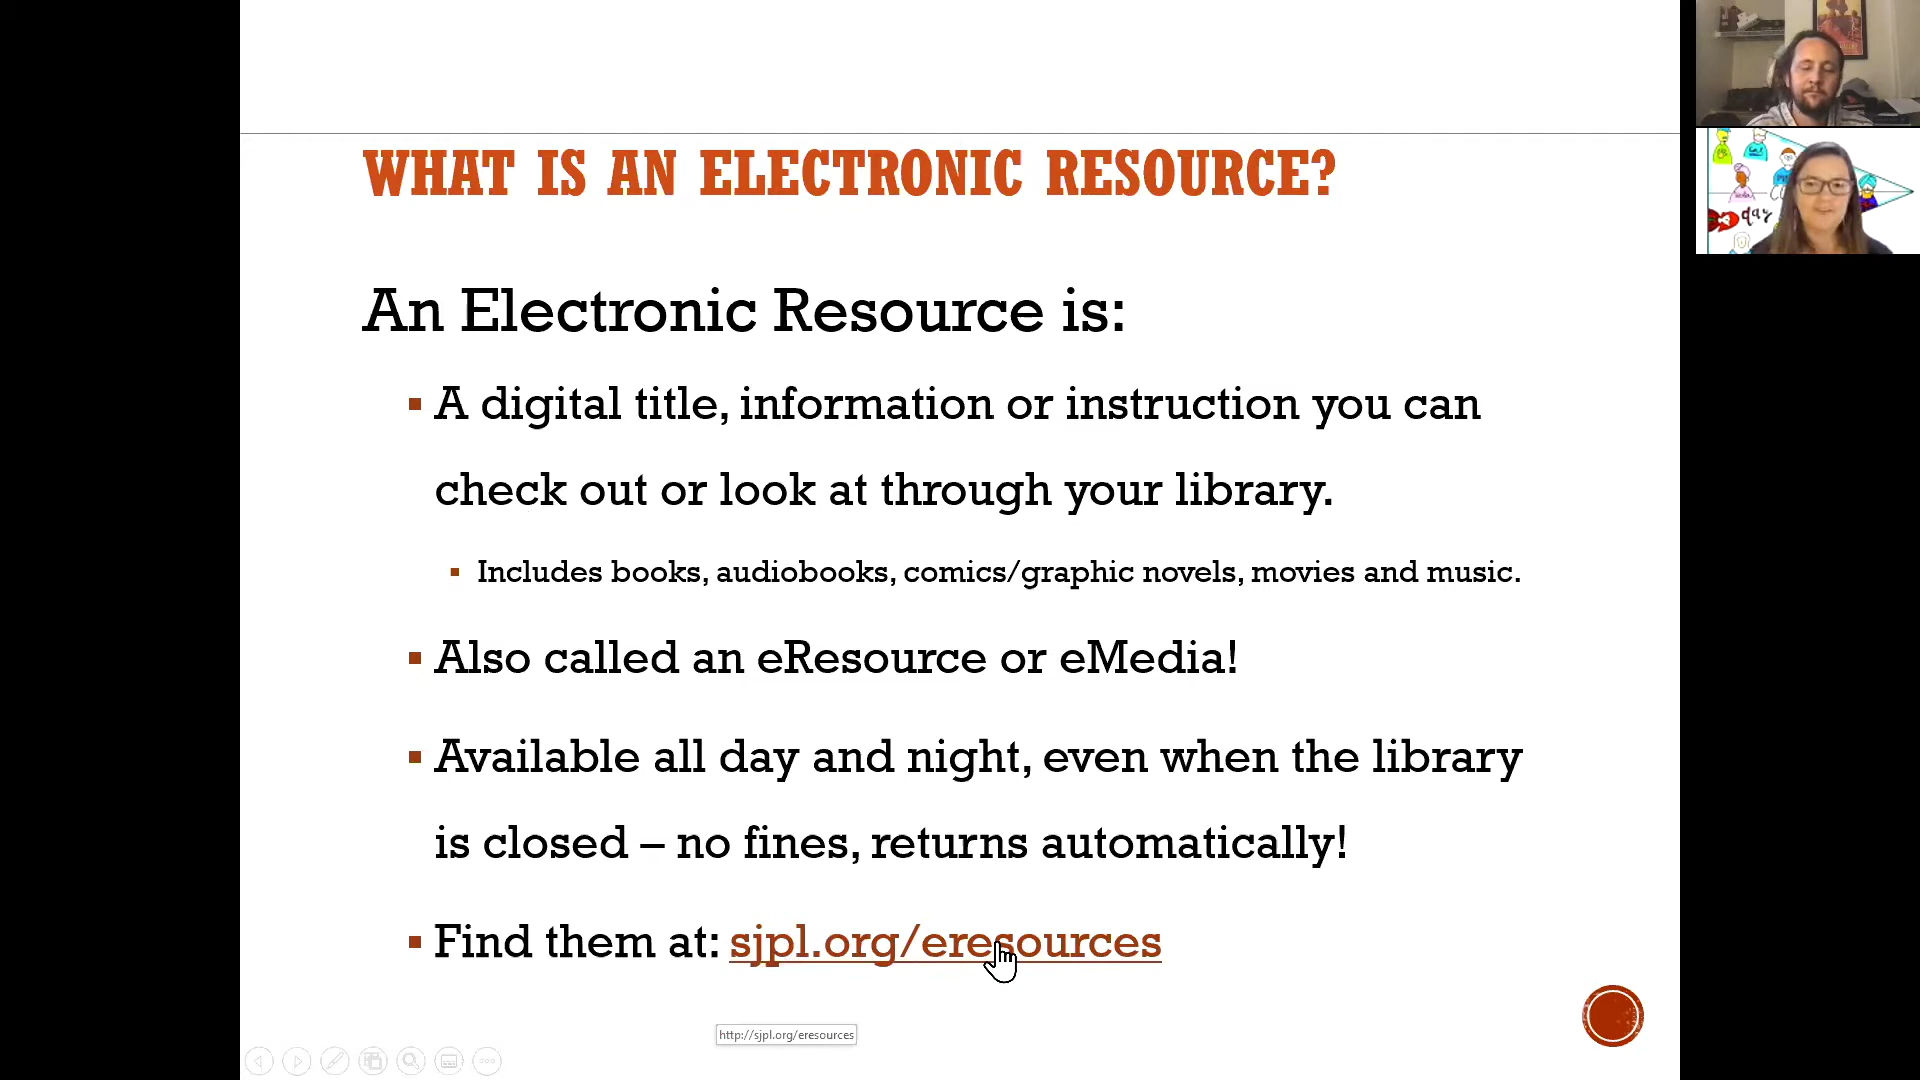 WHAT IS AN ELECTRONIC RESOURCE?
An Electronic Resource is:
▪ A digital title, information or instruction you can
check out or look at through your library.
▪ Includes books, audiobooks, comics/graphic novels, movies and music.
▪ Also called an eResource or eMedia!
▪ Available all day and night, even when the library
is closed – no fines, returns automatically!
▪ Find them at: sjpl.org/eresources
http://sjpl.org/eresources
day